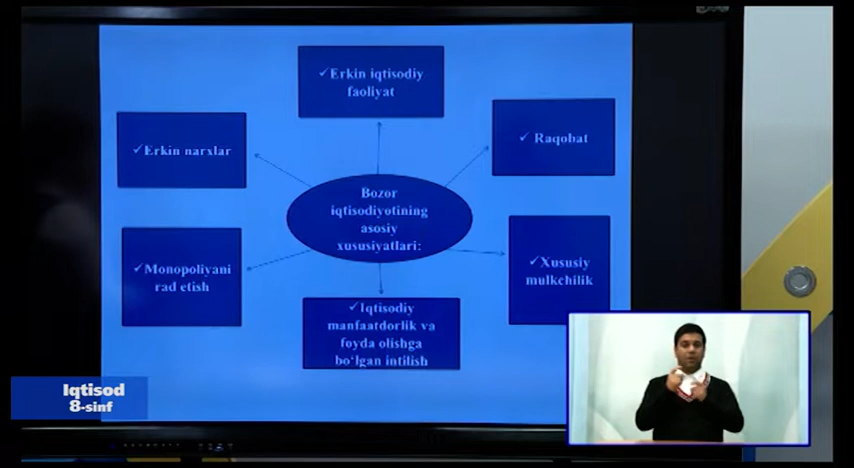 ✓Erkin iqtisodiy
faoliyat
✓Erkin narxlar
✓ Raqobat
Bozor
iqtisodiyotining
asosiy
xususiyatlari:
✓Monopoliyani
rad etish
✓Xususiy
mulkchilik
✓Iqtisodiy
manfaatdorlik va
foyda olishga
bo‘lgan intilish
Iqtisod
8-sinf